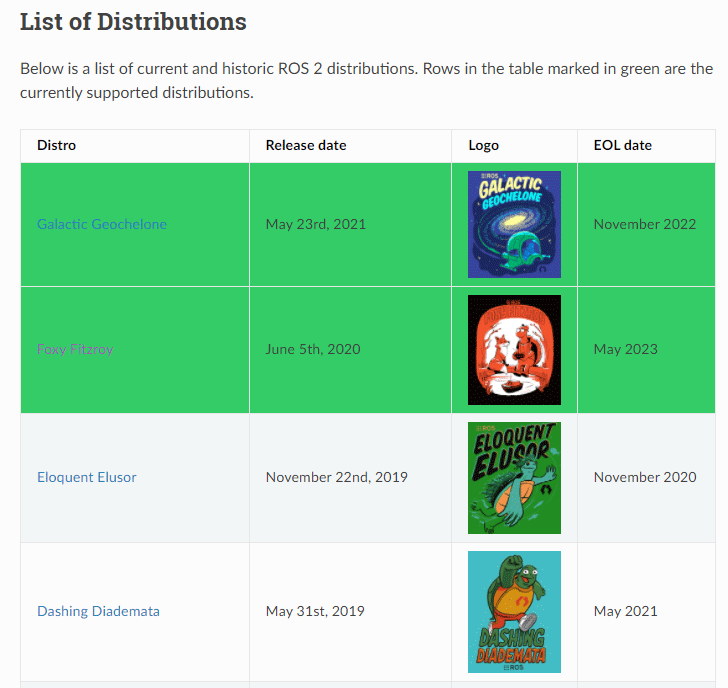 List of Distributions
Below is a list of current and historic ROS 2 distributions. Rows in the table marked in green are the
currently supported distributions.
Distro Release date Logo EOL date
Galactic Geochelone May 23rd, 2021 November 2022
ROS
GALACTIC
GEOCHELONE
Foxy Fitzroy June 5th, 2020 May 2023
ROS
Eloquent Elusor November 22nd, 2019 November 2020
ROS
ELOQUENT
ELUSOR
Dashing Diademata May 31st, 2019 May 2021
DASHING
DIADEMATA
ROS